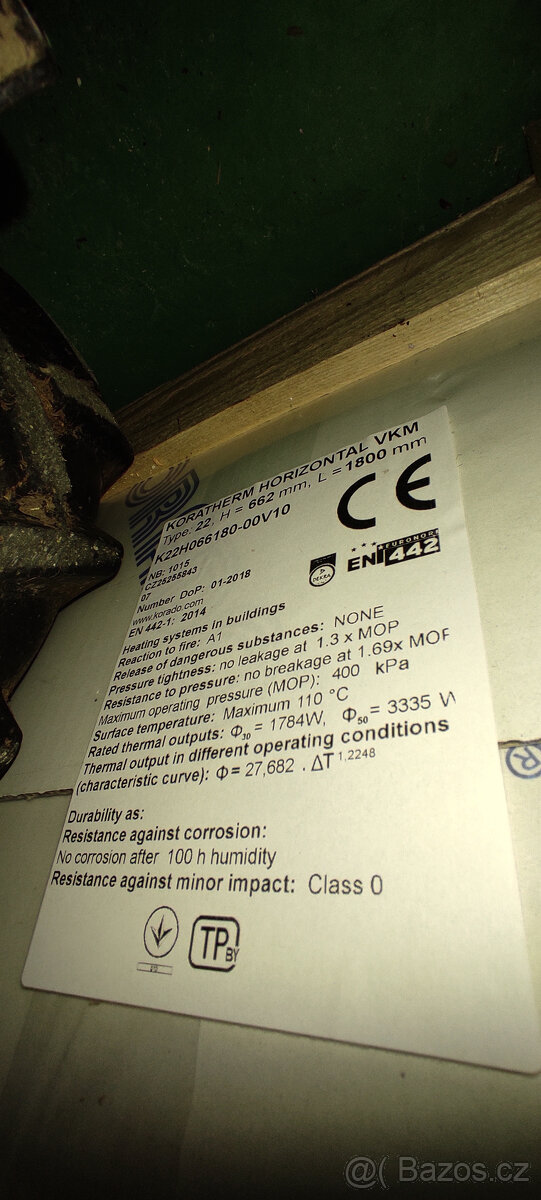 KORATHERM HORIZONTAL VKM
Type: 22, H = 662 mm, L = 1800 mm
K22H066180-00V10
CE
NB: 1015
CZ25255843
07
Number DoP: 01-2018
www.korado.com
EN 442-1: 2014
DEKRA
EURONORM
EN 442
Heating systems in buildings
Reaction to fire: A1
Release of dangerous substances: NONE
Pressure tightness: no leakage at 1.3 x MOP
Resistance to pressure: no breakage at 1.69x MOP
Maximum operating pressure (MOP): 400 kPa
Surface temperature: Maximum 110 °C
Rated thermal outputs: Φ30 = 1784W, Φ50 = 3335 W
Thermal output in different operating conditions
(characteristic curve): Φ = 27,682 . ΔT 1,2248
Durability as:
Resistance against corrosion:
No corrosion after 100 h humidity
Resistance against minor impact: Class 0
TP BY
®
@( Bazos.cz